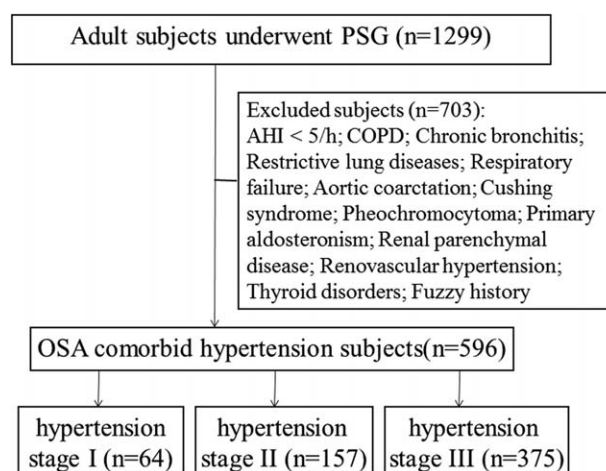 Adult subjects underwent PSG (n=1299)
Excluded subjects (n=703):
AHI < 5/h; COPD; Chronic bronchitis;
Restrictive lung diseases; Respiratory
failure; Aortic coarctation; Cushing
syndrome; Pheochromocytoma; Primary
aldosteronism; Renal parenchymal
disease; Renovascular hypertension;
Thyroid disorders; Fuzzy history
OSA comorbid hypertension subjects(n=596)
hypertension
stage I (n=64)
hypertension
stage II (n=157)
hypertension
stage III (n=375)